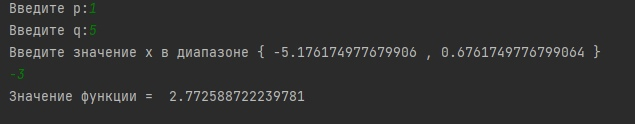 Введите p:1
Введите q:5
Введите значение x в диапазоне { -5.176174977679906 , 0.6761749776799064 }
-3
Значение функции =  2.772588722239781